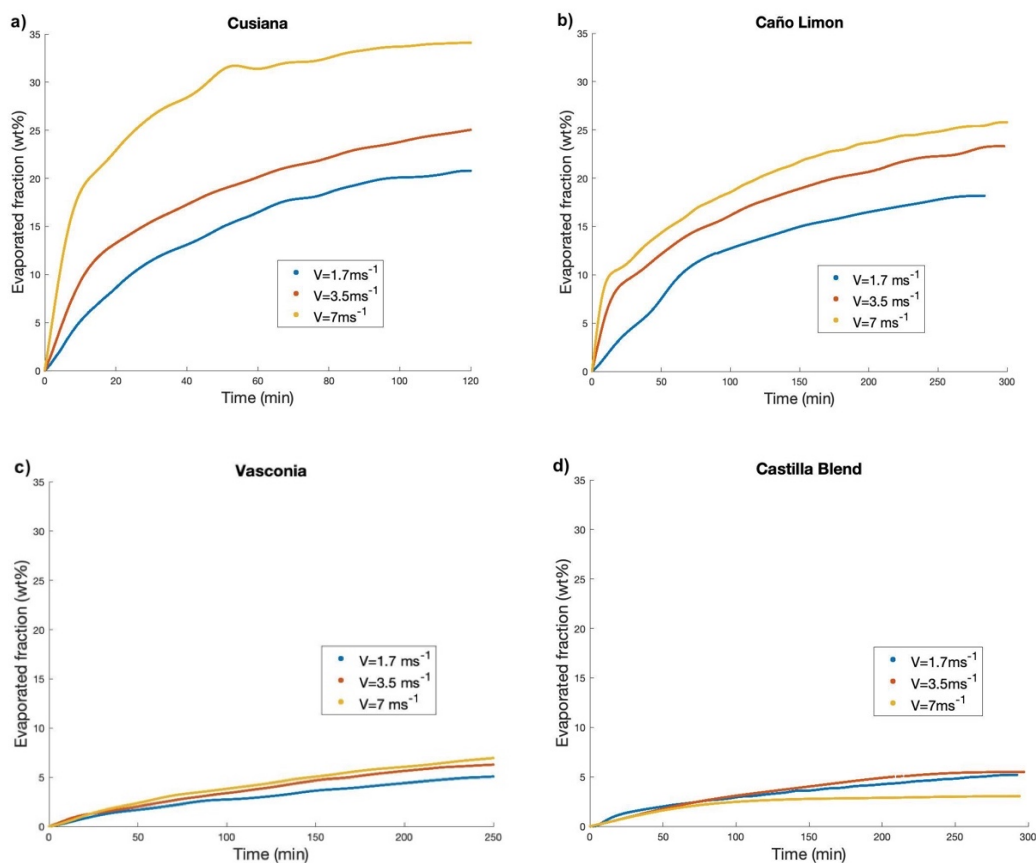 a)
Cusiana
Evaporated fraction (wt%)
35
30
25
20
15
10
5
0
V=1.7ms⁻¹
V=3.5ms⁻¹
V=7ms⁻¹
0 20 40 60 80 100 120
Time (min)
b)
Caño Limon
Evaporated fraction (wt%)
35
30
25
20
15
10
5
0
V=1.7 ms⁻¹
V=3.5 ms⁻¹
V=7 ms⁻¹
0 50 100 150 200 250 300
Time (min)
c)
Vasconia
Evaporated fraction (wt%)
35
30
25
20
15
10
5
0
V=1.7 ms⁻¹
V=3.5 ms⁻¹
V=7 ms⁻¹
0 50 100 150 200 250
Time (min)
d)
Castilla Blend
Evaporated fraction (wt%)
35
30
25
20
15
10
5
0
V=1.7ms⁻¹
V=3.5ms⁻¹
V=7ms⁻¹
0 50 100 150 200 250 300
Time (min)